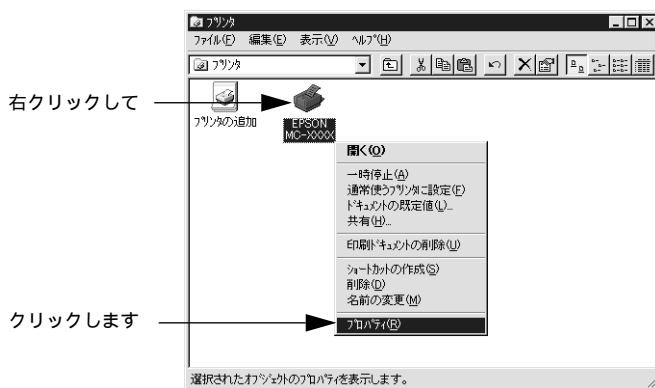 プリンタ
ファイル(F) 編集(E) 表示(V) ヘルプ(H)
プリンタ
右クリックして
プリンタの追加
EPSON
MC-XXXX
開く(O)
一時停止(A)
通常使うプリンタに設定(F)
ドキュメントの既定値(L)...
共有(H)...
印刷ドキュメントの削除(U)
ショートカットの作成(S)
削除(D)
名前の変更(M)
クリックします
プロパティ(R)
選択されたオブジェクトのプロパティを表示します。